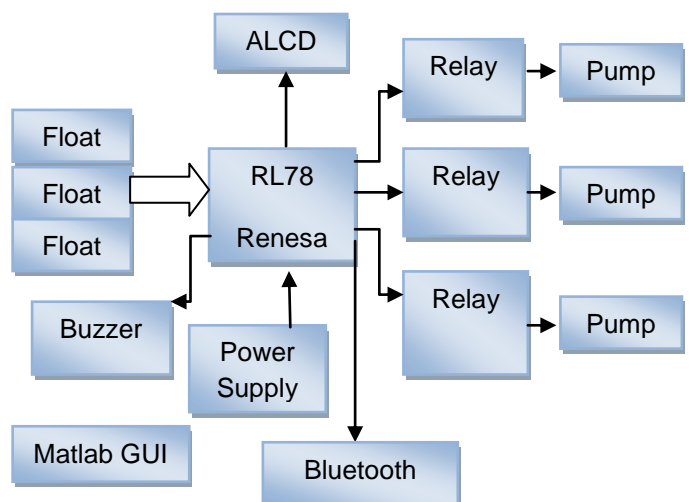 ALCD
Relay
Pump
Float
Float
Float
RL78
Renesa
Relay
Pump
Relay
Pump
Buzzer
Power
Supply
Matlab GUI
Bluetooth